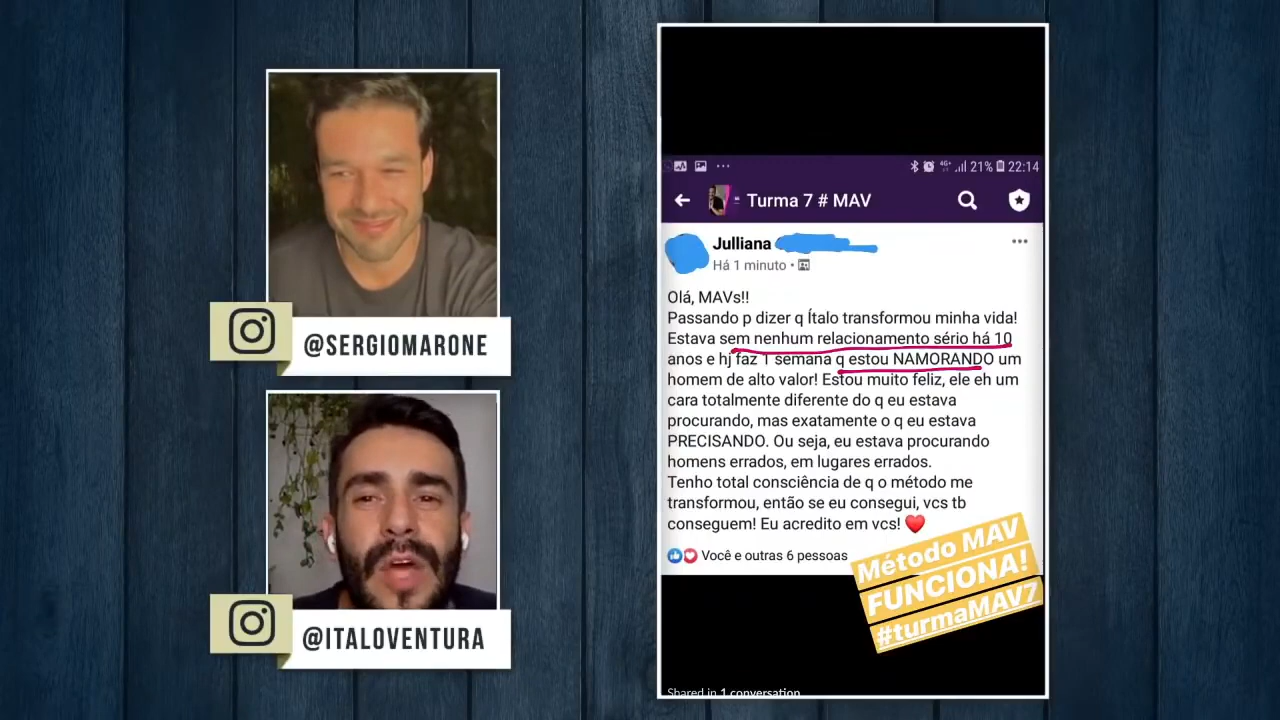 @SERGIOMARONE
@ITALOVENTURA
21% 22:14
Turma 7 # MAV
Julliana
Há 1 minuto
Olá, MAVs!!
Passando p dizer q Ítalo transformou minha vida!
Estava sem nenhum relacionamento sério há 10
anos e hj faz 1 semana q estou NAMORANDO um
homem de alto valor! Estou muito feliz, ele eh um
cara totalmente diferente do q eu estava
procurando, mas exatamente o q eu estava
PRECISANDO. Ou seja, eu estava procurando
homens errados, em lugares errados.
Tenho total consciência de q o método me
transformou, então se eu consegui, vcs tb
conseguem! Eu acredito em vcs! ❤️
Você e outras 6 pessoas
Método MAV
FUNCIONA!
#turmaMAV7
Shared in 1 conversation